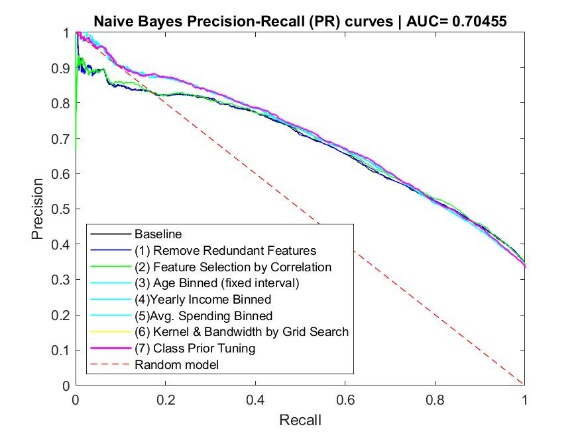 Naive Bayes Precision-Recall (PR) curves | AUC= 0.70455
1
0.9
0.8
0.7
0.6
0.5
0.4
0.3
0.2
0.1
0
Precision
Baseline
(1) Remove Redundant Features
(2) Feature Selection by Correlation
(3) Age Binned (fixed interval)
(4)Yearly Income Binned
(5)Avg. Spending Binned
(6) Kernel & Bandwidth by Grid Search
(7) Class Prior Tuning
Random model
0 0.2 0.4 0.6 0.8 1
Recall